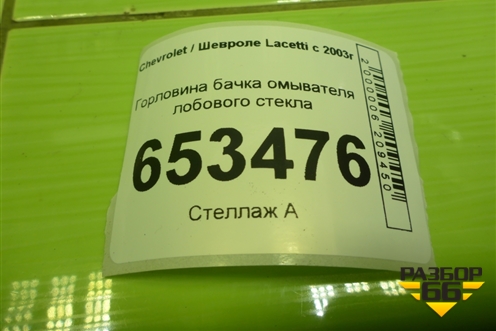 Chevrolet / Шевроле Lacetti с 2003г
Горловина бачка омывателя
лобового стекла
653476
Стеллаж А
2000006209450
РАЗБОР
66